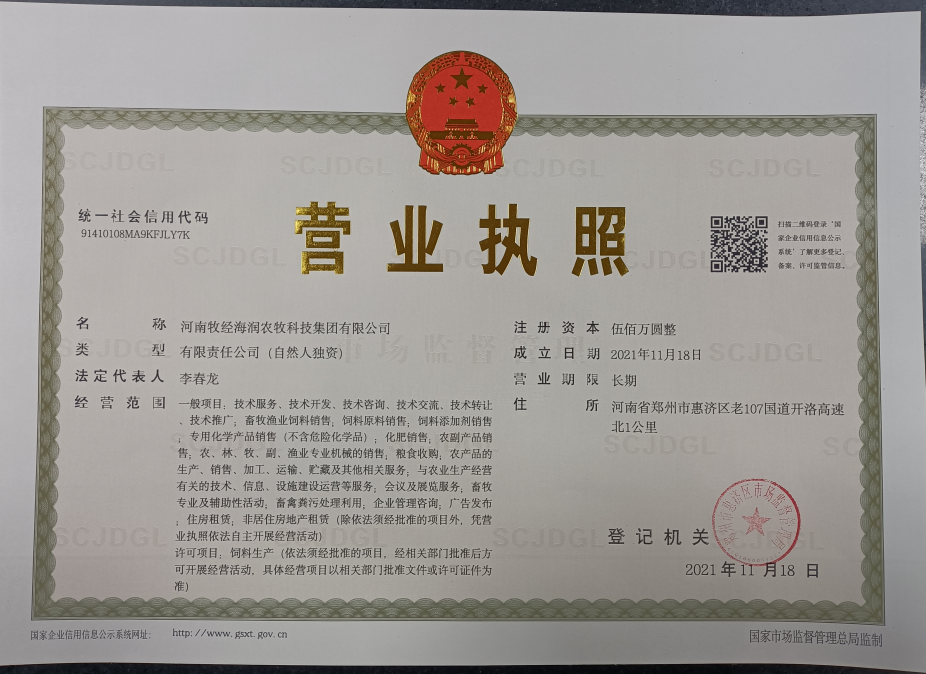 统一社会信用代码
91410108MA9KFJLY7K
营业执照
扫描二维码登录‘国
家企业信用信息公示
系统’了解更多登记、
备案、许可监管信息。
名 称 河南牧经海润农牧科技集团有限公司
类 型 有限责任公司（自然人独资）
法定代表人 李春龙
经营范围 一般项目：技术服务、技术开发、技术咨询、技术交流、技术转让
、技术推广；畜牧渔业饲料销售；饲料原料销售；饲料添加剂销售
；专用化学产品销售（不含危险化学品）；化肥销售；农副产品销
售；农、林、牧、副、渔业专业机械的销售；粮食收购；农产品的
生产、销售、加工、运输、贮藏及其他相关服务；与农业生产经营
有关的技术、信息、设施建设运营等服务；会议及展览服务；畜牧
专业及辅助性活动；畜禽粪污处理利用；企业管理咨询；广告发布
；住房租赁；非居住房地产租赁（除依法须经批准的项目外，凭营
业执照依法自主开展经营活动）
许可项目：饲料生产（依法须经批准的项目，经相关部门批准后方
可开展经营活动，具体经营项目以相关部门批准文件或许可证件为
准）
注册资本 伍佰万圆整
成立日期 2021年11月18日
营业期限 长期
住 所 河南省郑州市惠济区老107国道开洛高速
北1公里
登记机关
2021年11月18日
国家企业信用信息公示系统网址：
http://www.gsxt.gov.cn
国家市场监督管理总局监制